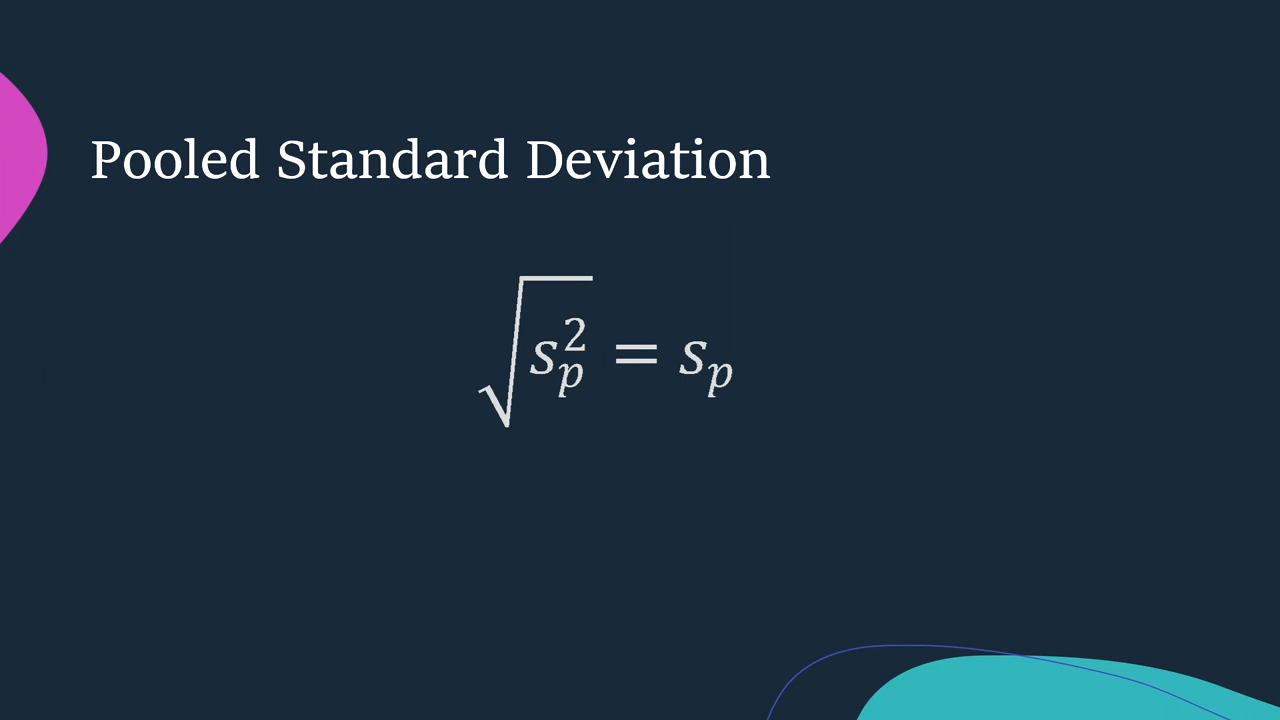 Pooled Standard Deviation
√s²ₚ = sₚ